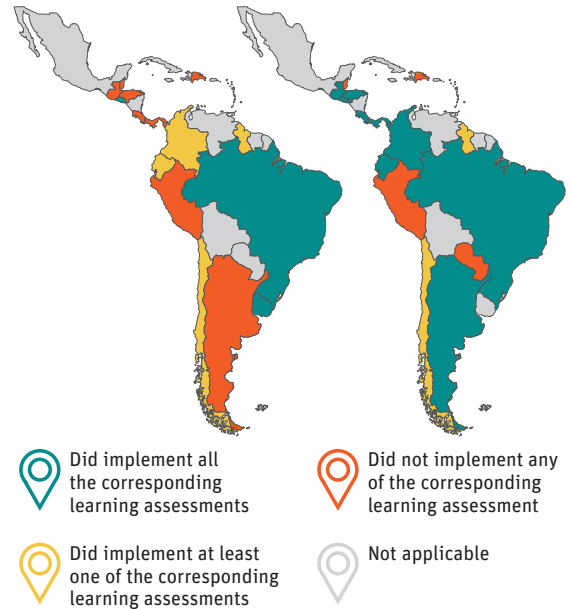 Did implement all
the corresponding
learning assessments
Did not implement any
of the corresponding
learning assessment
Did implement at least
one of the corresponding
learning assessments
Not applicable